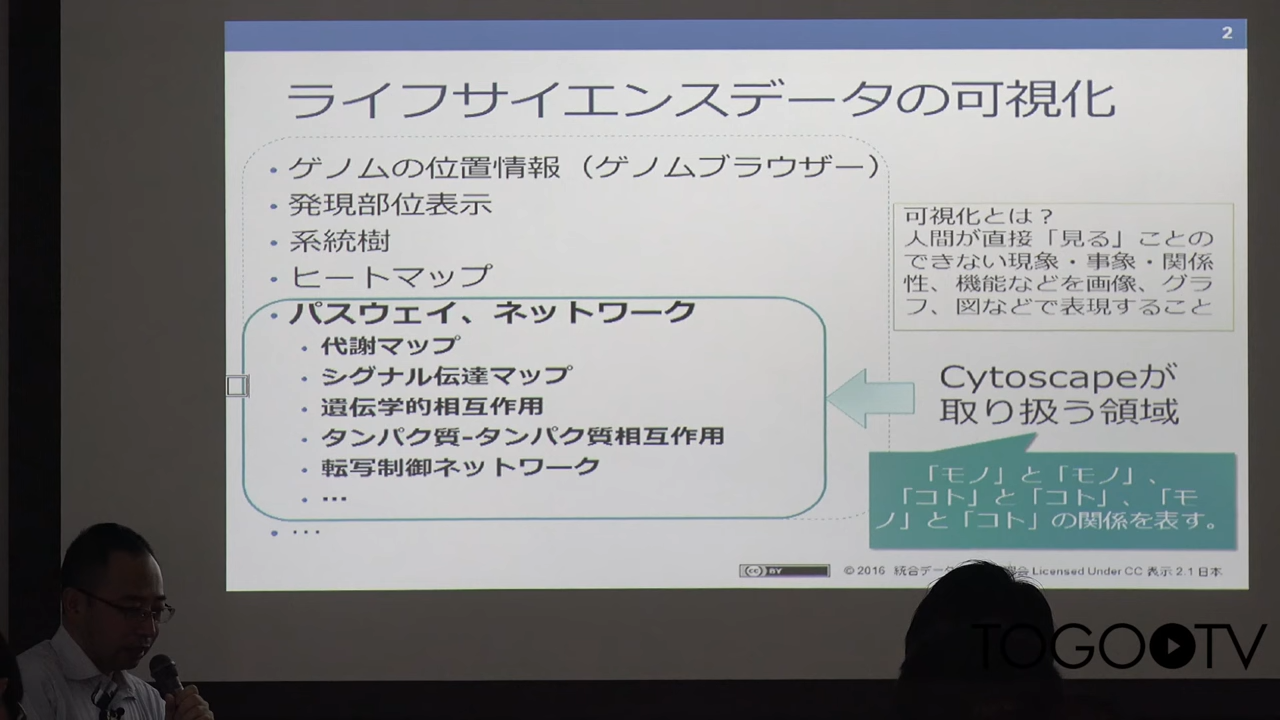 2
ライフサイエンスデータの可視化
・ゲノムの位置情報（ゲノムブラウザー）
・発現部位表示
・系統樹
・ヒートマップ
・パスウェイ、ネットワーク
・代謝マップ
・シグナル伝達マップ
・遺伝学的相互作用
・タンパク質-タンパク質相互作用
・転写制御ネットワーク
・…
・…
可視化とは？
人間が直接「見る」ことの
できない現象・事象・関係
性、機能などを画像、グラ
フ、図などで表現すること
Cytoscapeが
取り扱う領域
「モノ」と「モノ」、
「コト」と「コト」、「モ
ノ」と「コト」の関係を表す。
cc BY
© 2016 統合データ 会 Licensed Under CC 表示 2.1 日本
TOGO TV